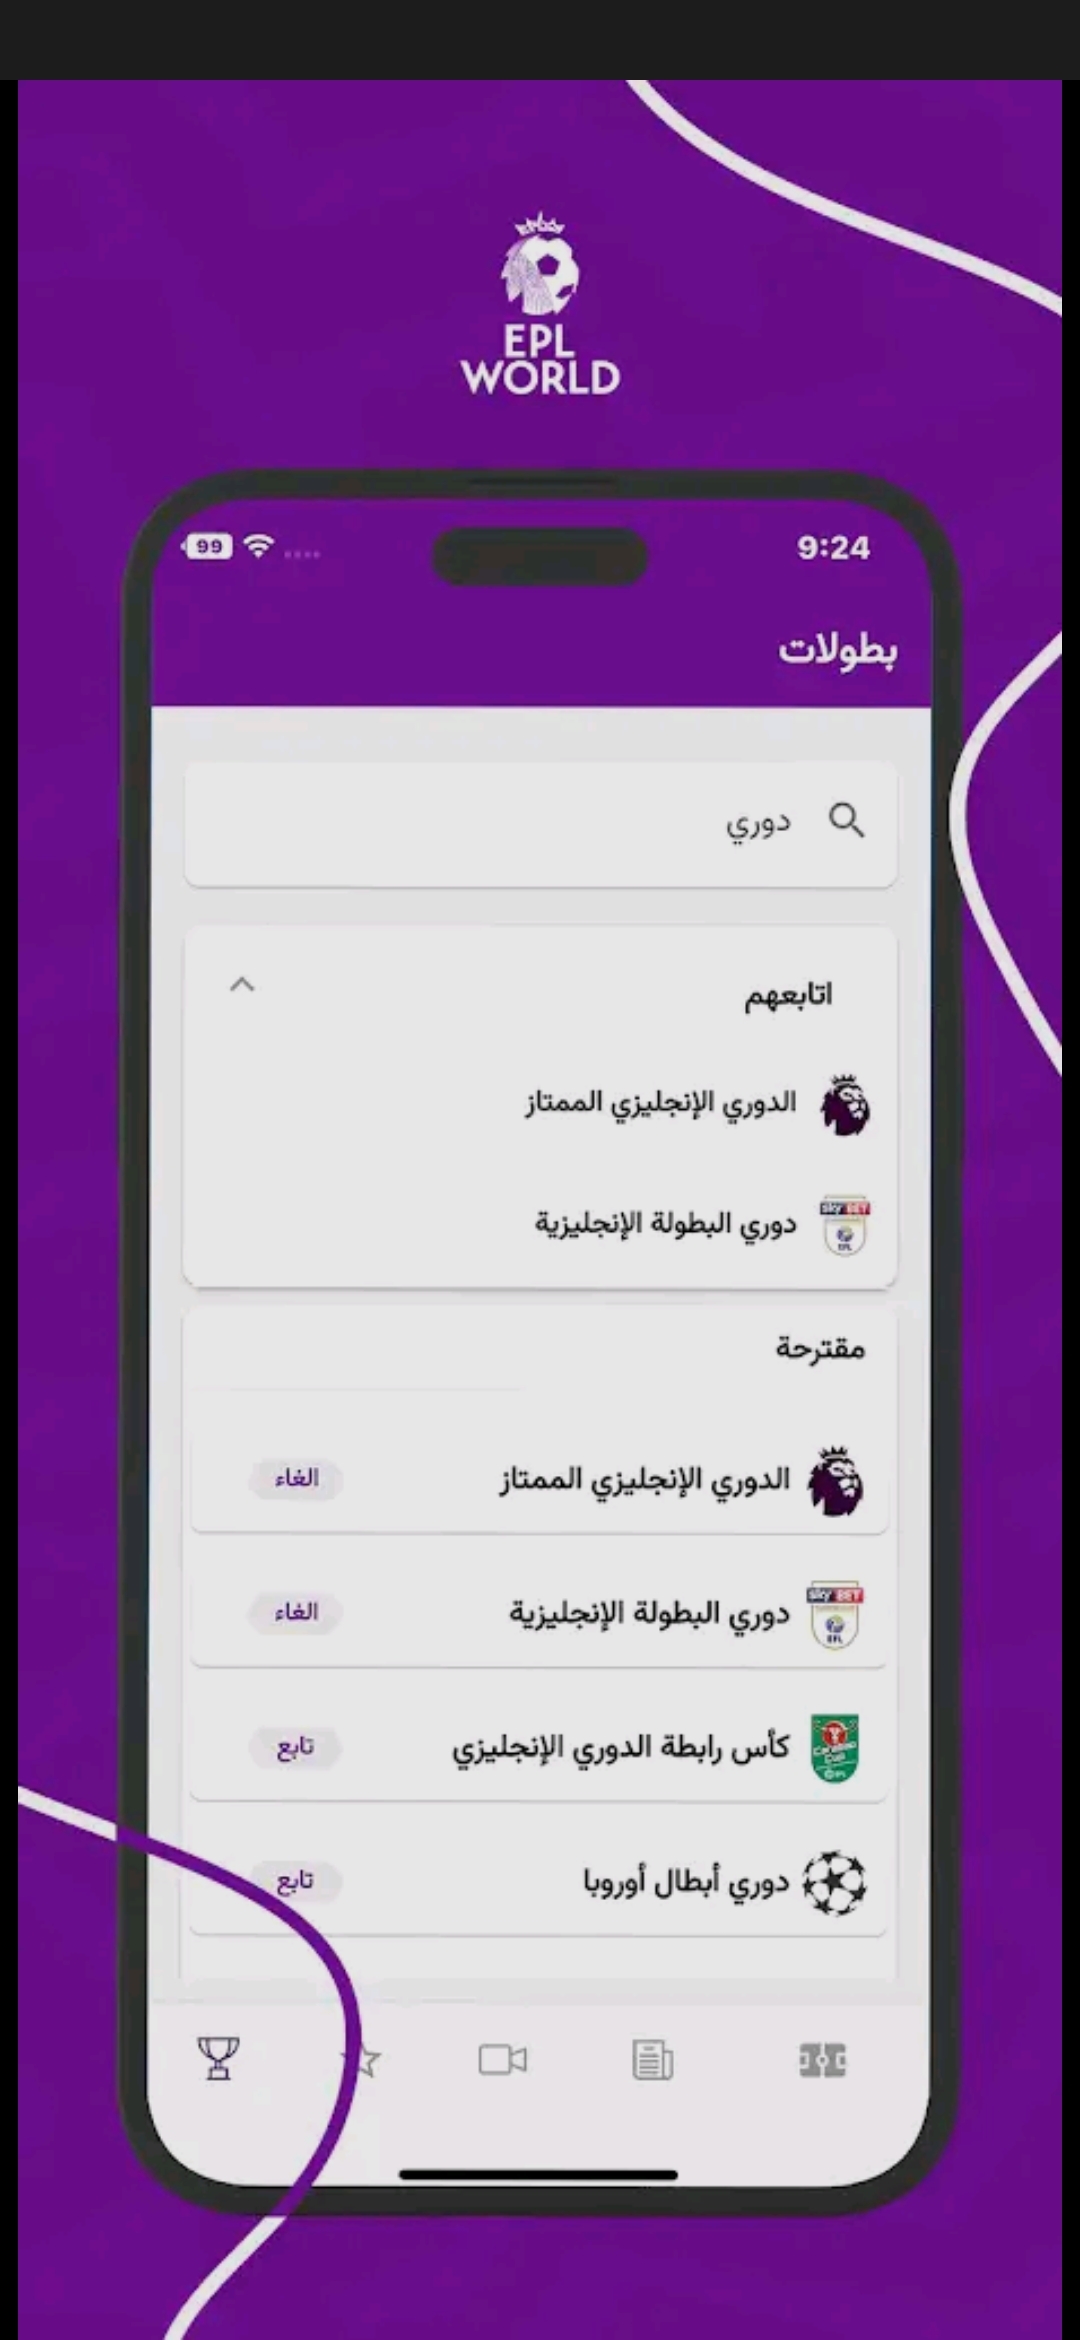 EPL
WORLD
9:24
99
بطولات
دوري
اتابعهم
الدوري الإنجليزي الممتاز
دوري البطولة الإنجليزية
مقترحة
الدوري الإنجليزي الممتاز
الغاء
دوري البطولة الإنجليزية
الغاء
كأس رابطة الدوري الإنجليزي
تابع
دوري أبطال أوروبا
تابع